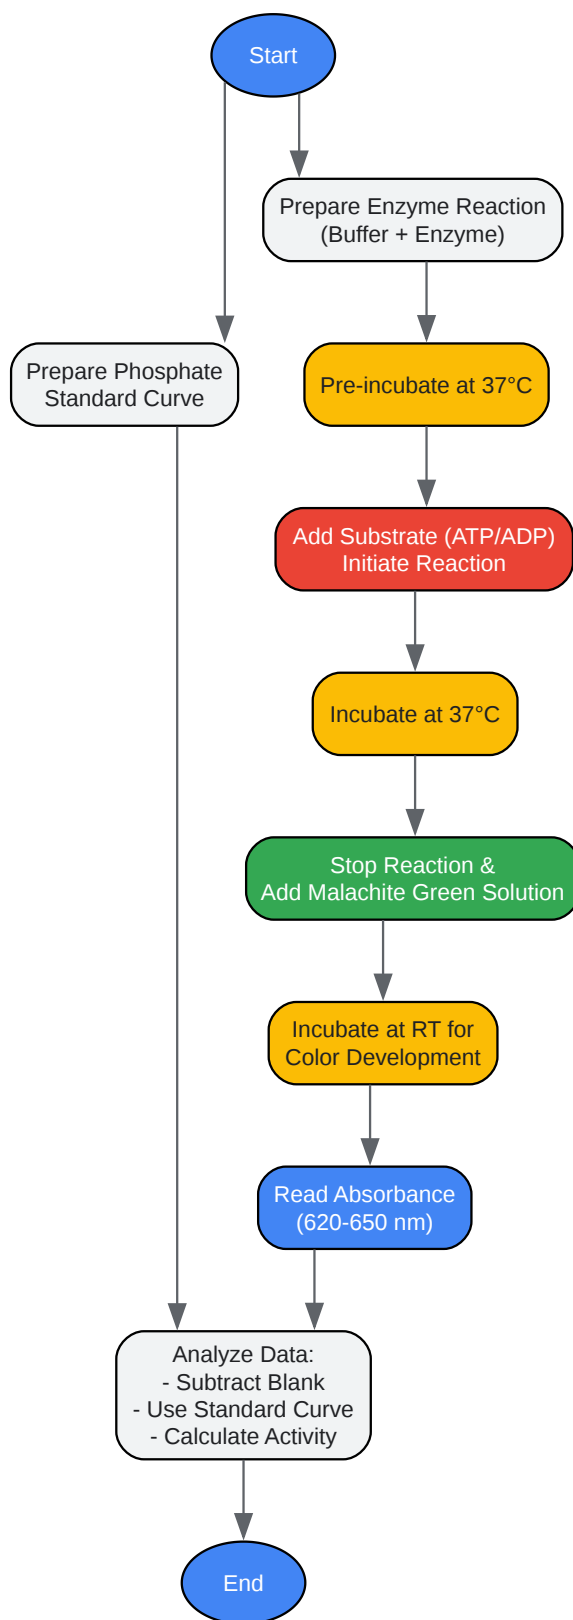 Start
Prepare Enzyme Reaction
(Buffer + Enzyme)
Prepare Phosphate
Standard Curve
Pre-incubate at 37°C
Add Substrate (ATP/ADP)
Initiate Reaction
Incubate at 37°C
Stop Reaction &
Add Malachite Green Solution
Incubate at RT for
Color Development
Read Absorbance
(620-650 nm)
Analyze Data:
- Subtract Blank
- Use Standard Curve
- Calculate Activity
End